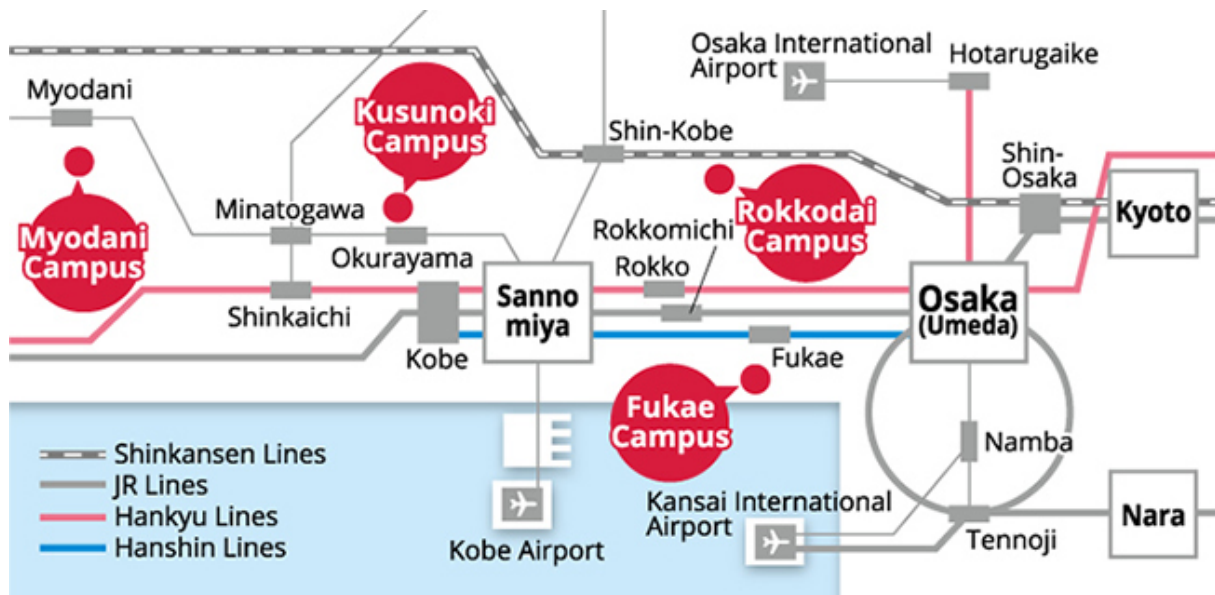 Osaka International
Airport
Hotarugaike
Myodani
Kusunoki
Campus
Shin-Kobe
Shin-
Osaka
Myodani
Campus
Minatogawa
Okurayama
Rokkodai
Campus
Kyoto
Rokkomichi
Rokko
Shinkaichi
Kobe
Sanno
miya
Osaka
(Umeda)
Fukae
Fukae
Campus
Namba
Shinkansen Lines
JR Lines
Hankyu Lines
Hanshin Lines
Kobe Airport
Kansai International
Airport
Tennoji
Nara